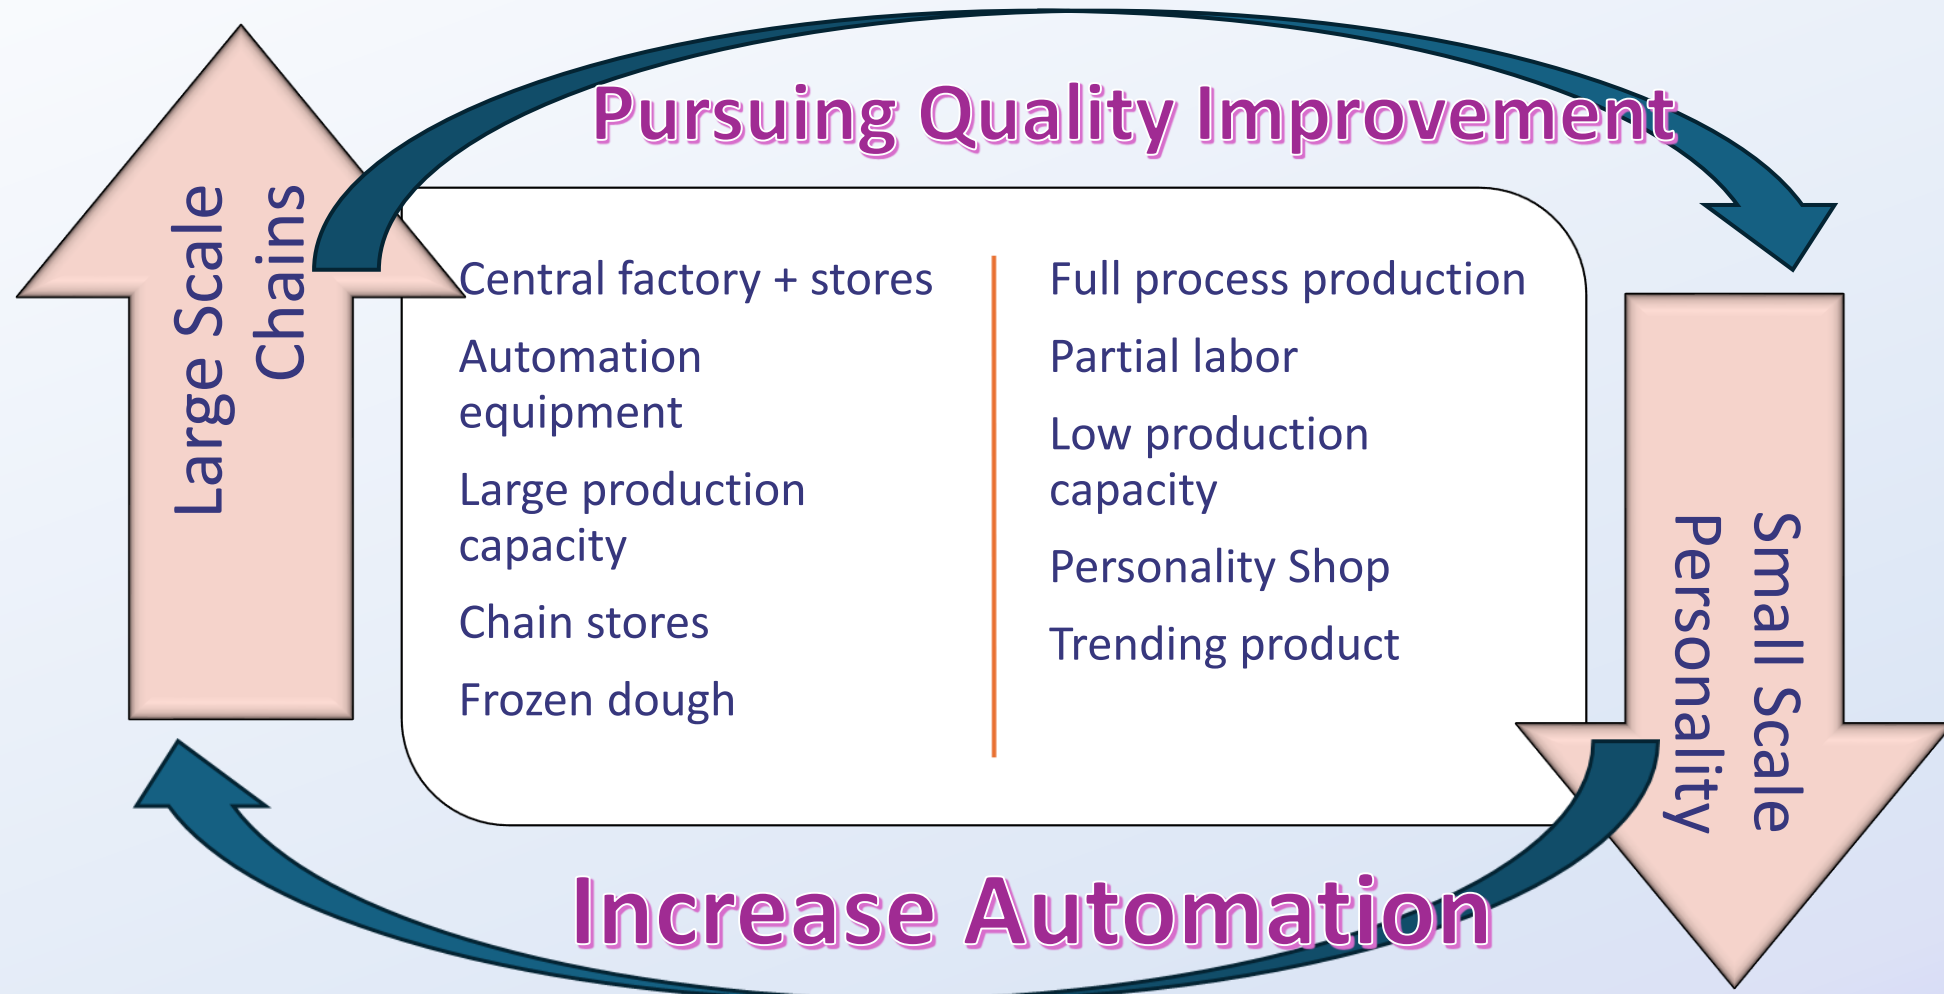 Pursuing Quality Improvement
Large Scale
Chains
Central factory + stores
Automation
equipment
Large production
capacity
Chain stores
Frozen dough
Full process production
Partial labor
Low production
capacity
Personality Shop
Trending product
Small Scale
Personality
Increase Automation